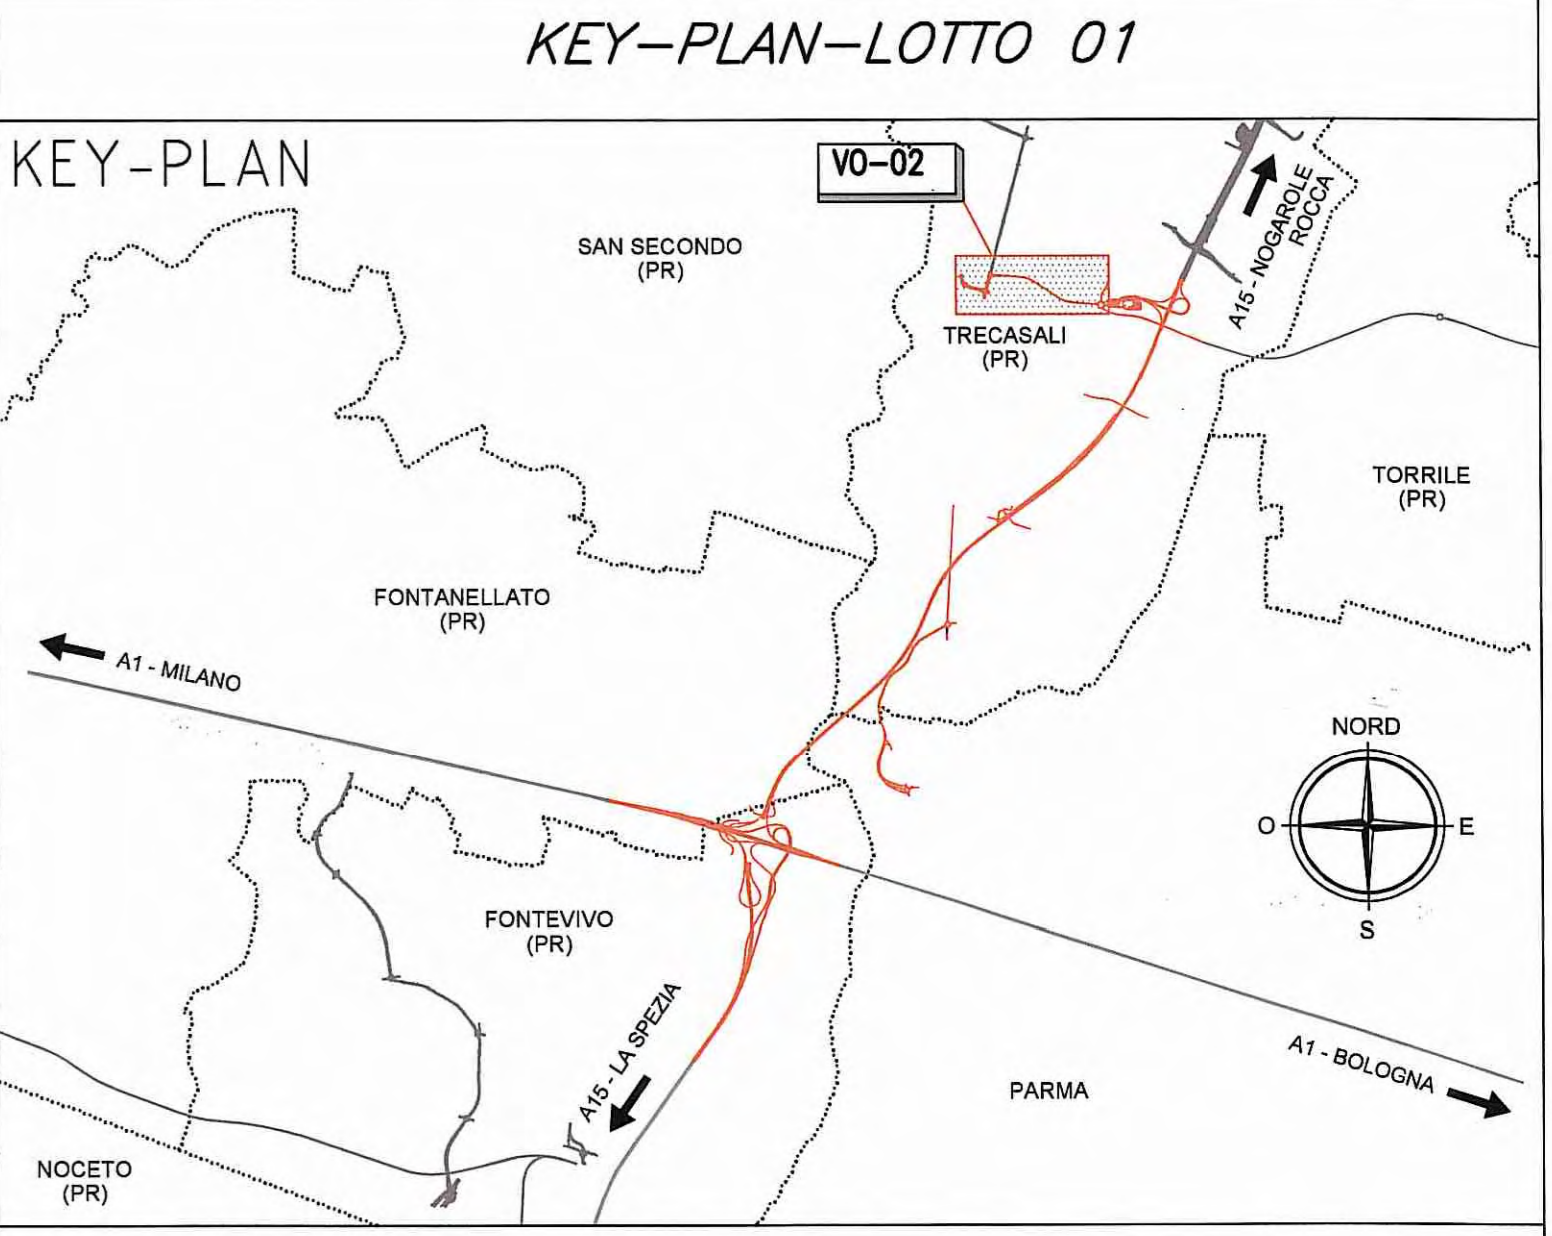 KEY-PLAN-LOTTO 01
KEY-PLAN
VO-02
SAN SECONDO
(PR)
A15 - NOGAROLE
ROCCA
TRECASALI
(PR)
TORRILE
(PR)
FONTANELLATO
(PR)
A1 - MILANO
NORD
O
E
S
FONTEVIVO
(PR)
A15 - LA SPEZIA
A1 - BOLOGNA
PARMA
NOCETO
(PR)